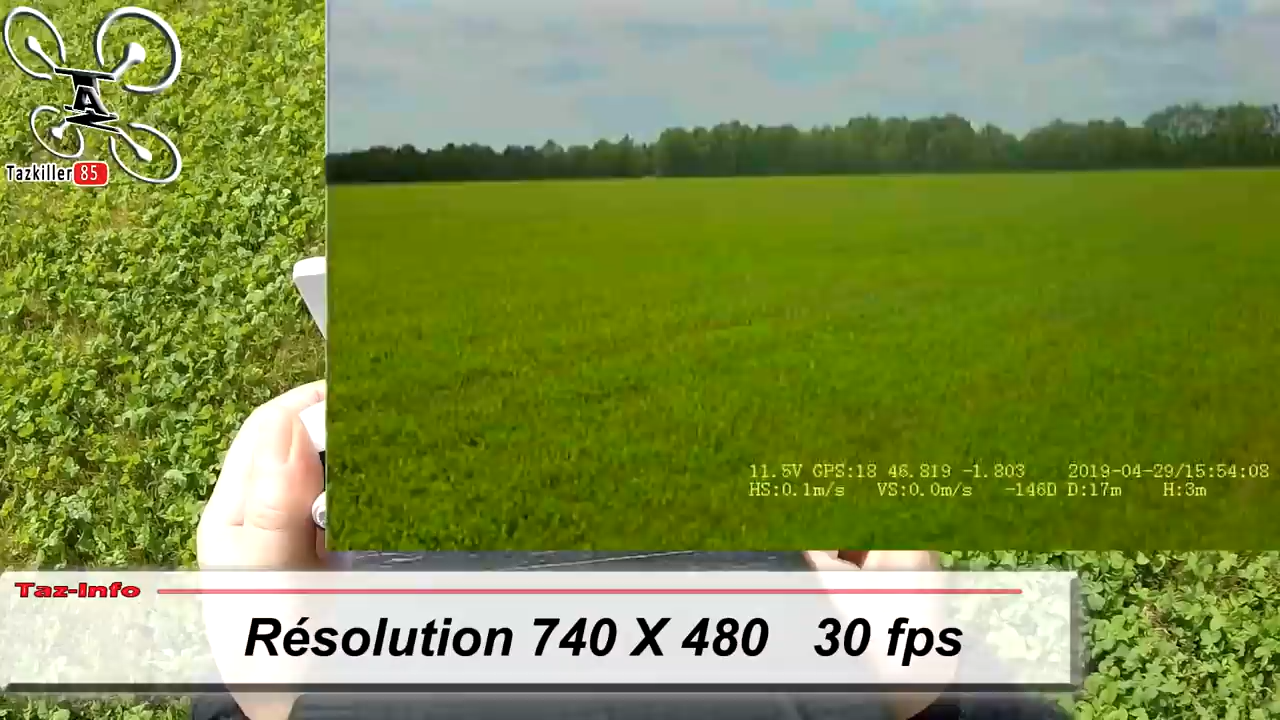 TAZ
Tazkiller 85
11.5V GPS:18 46.819 -1.803 2019-04-29/15:54:08
HS:0.1m/s VS:0.0m/s -146D D:17m H:3m
Taz-Info
Résolution 740 X 480 30 fps